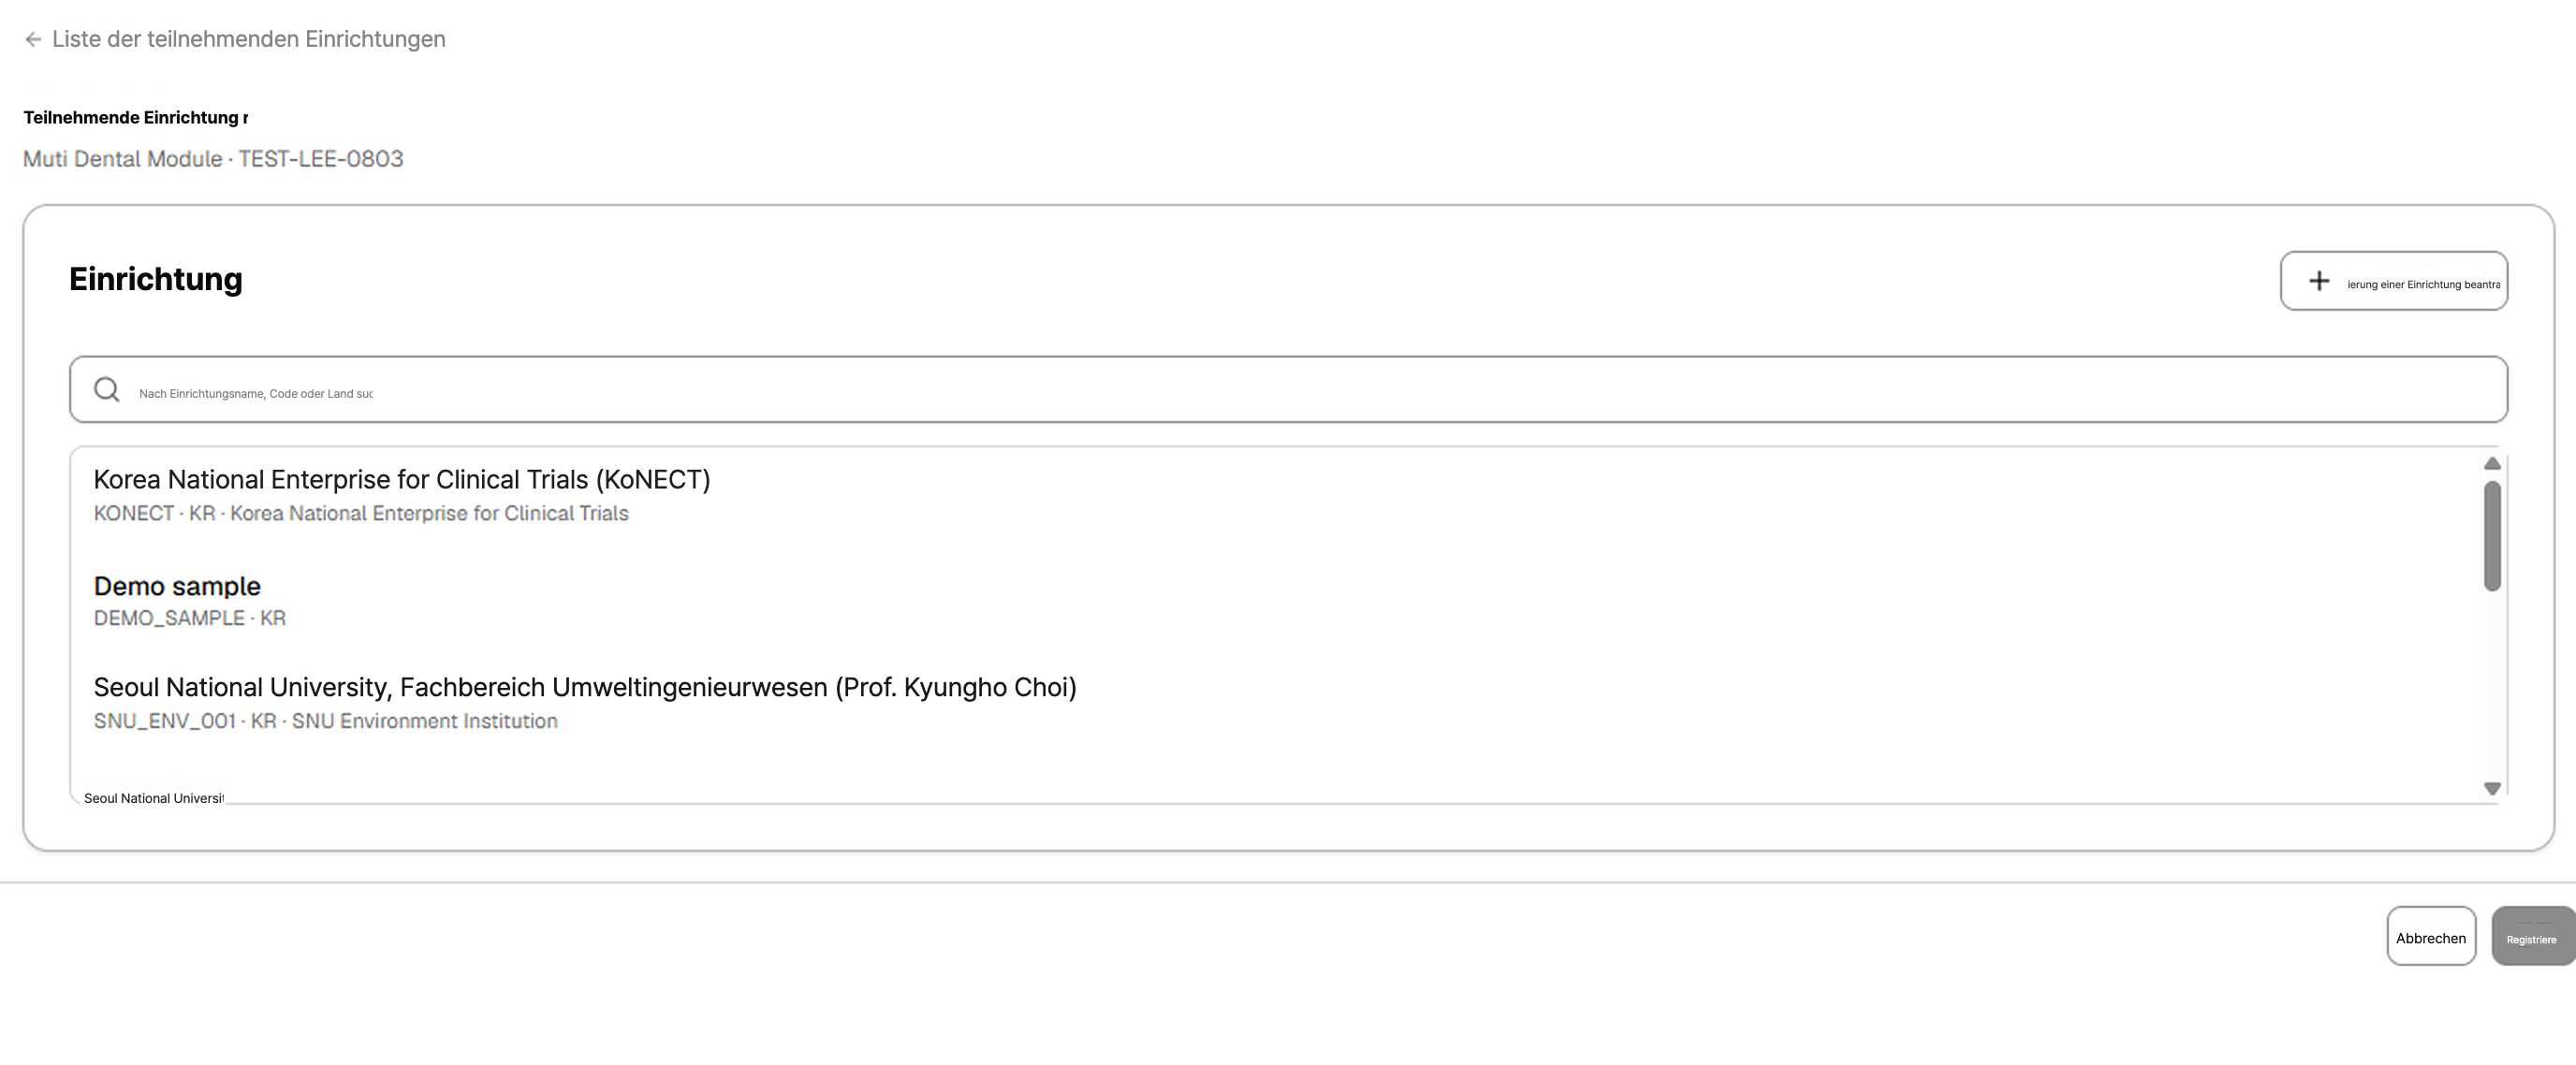 Liste der teilnehmenden Einrichtungen
Teilnehmende Einrichtung r
Muti Dental Module · TEST-LEE-0803
Einrichtung
ierung einer Einrichtung beantra
Nach Einrichtungsname, Code oder Land suc
Korea National Enterprise for Clinical Trials (KoNECT)
KONECT · KR · Korea National Enterprise for Clinical Trials
Demo sample
DEMO_SAMPLE · KR
Seoul National University, Fachbereich Umweltingenieurwesen (Prof. Kyungho Choi)
SNU_ENV_001 · KR · SNU Environment Institution
Seoul National Universit
Abbrechen
Registriere